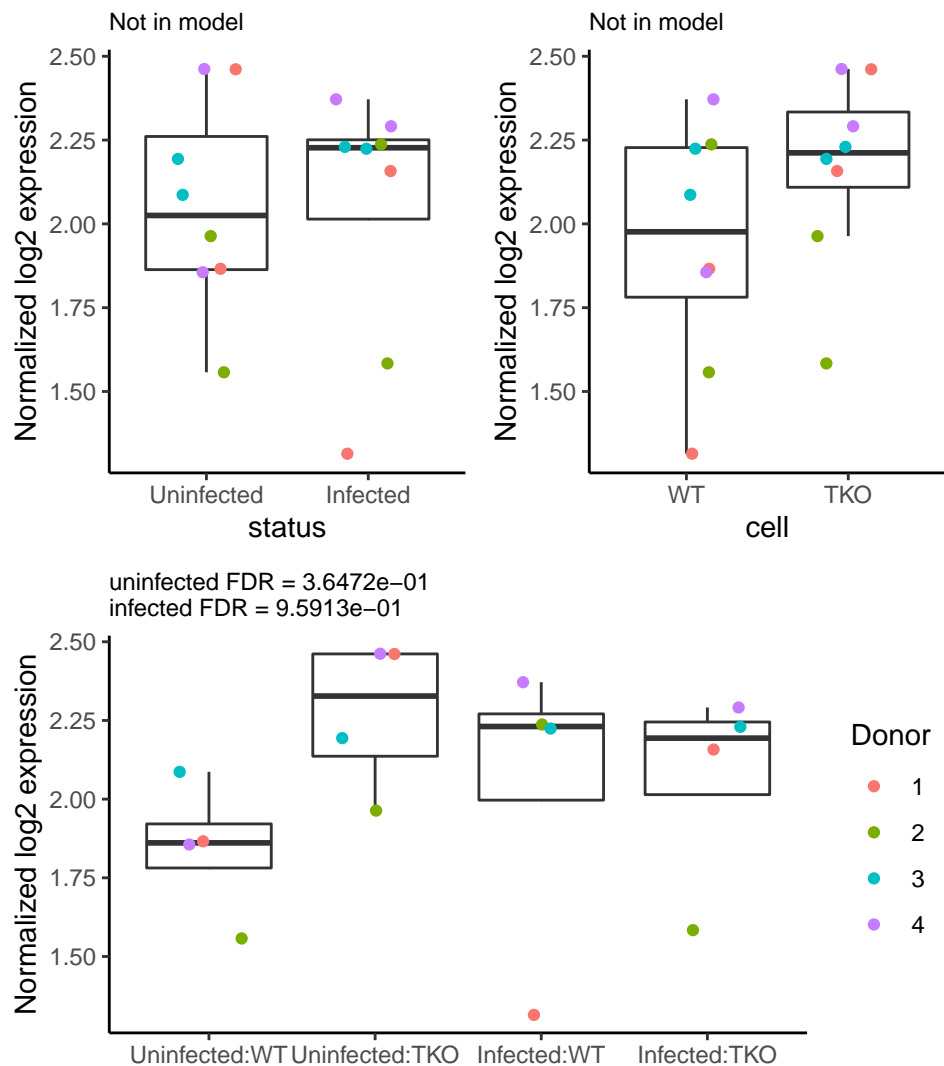 Not in model
2.50
2.25
2.00
1.75
1.50
Normalized log2 expression
Uninfected Infected
status
Not in model
2.50
2.25
2.00
1.75
1.50
Normalized log2 expression
WT TKO
cell
uninfected FDR = 3.6472e−01
infected FDR = 9.5913e−01
2.50
2.25
2.00
1.75
1.50
Normalized log2 expression
Uninfected:WT Uninfected:TKO Infected:WT Infected:TKO
Donor
1
2
3
4